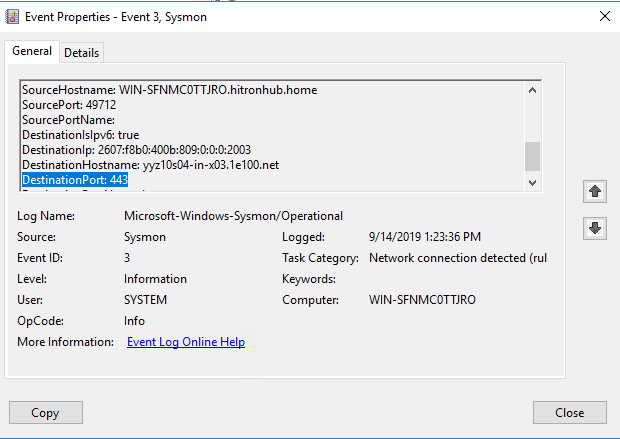 Event Properties - Event 3, Sysmon
General
Details
SourceHostname: WIN-SFNMC0TTJRO.hitronhub.home
SourcePort: 49712
SourcePortName:
DestinationIsIpv6: true
DestinationIp: 2607:f8b0:400b:809:0:0:0:2003
DestinationHostname: yyz10s04-in-x03.1e100.net
DestinationPort: 443
Log Name: Microsoft-Windows-Sysmon/Operational
Source: Sysmon Logged: 9/14/2019 1:23:36 PM
Event ID: 3 Task Category: Network connection detected (rul
Level: Information Keywords:
User: SYSTEM Computer: WIN-SFNMC0TTJRO
OpCode: Info
More Information: Event Log Online Help
Copy
Close